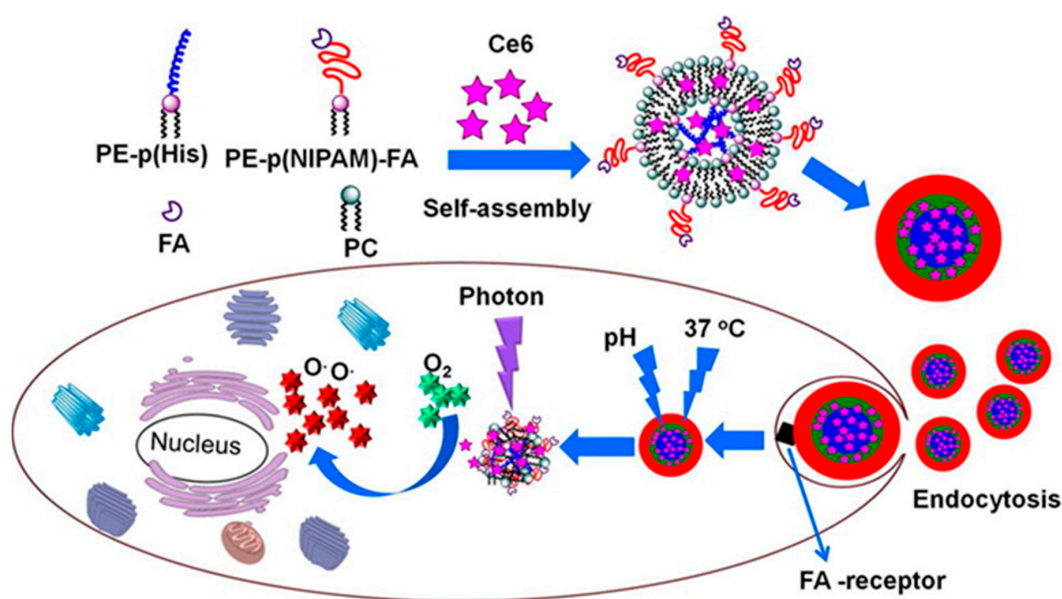 Ce6
PE-p(His)
PE-p(NIPAM)-FA
Self-assembly
FA
PC
Photon
pH
37 °C
O₂
O· O·
Nucleus
Endocytosis
FA -receptor